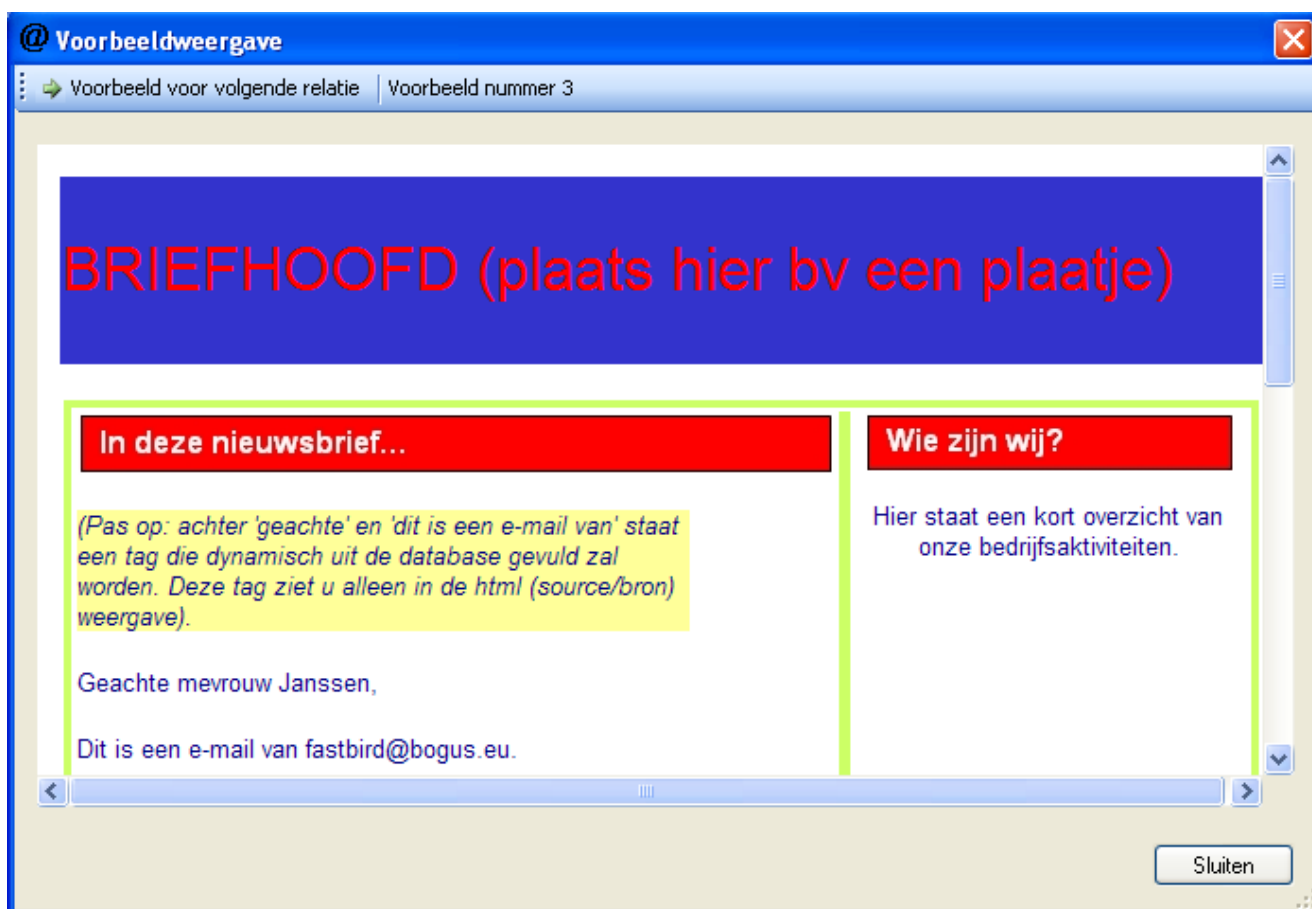 @ Voorbeeldweergave
Voorbeeld voor volgende relatie Voorbeeld nummer 3
BRIEFHOOFD (plaats hier bv een plaatje)
In deze nieuwsbrief...
(Pas op: achter 'geachte' en 'dit is een e-mail van' staat
een tag die dynamisch uit de database gevuld zal
worden. Deze tag ziet u alleen in de html (source/bron)
weergave).
Geachte mevrouw Janssen,
Dit is een e-mail van fastbird@bogus.eu.
Wie zijn wij?
Hier staat een kort overzicht van
onze bedrijfsaktiviteiten.
Sluiten